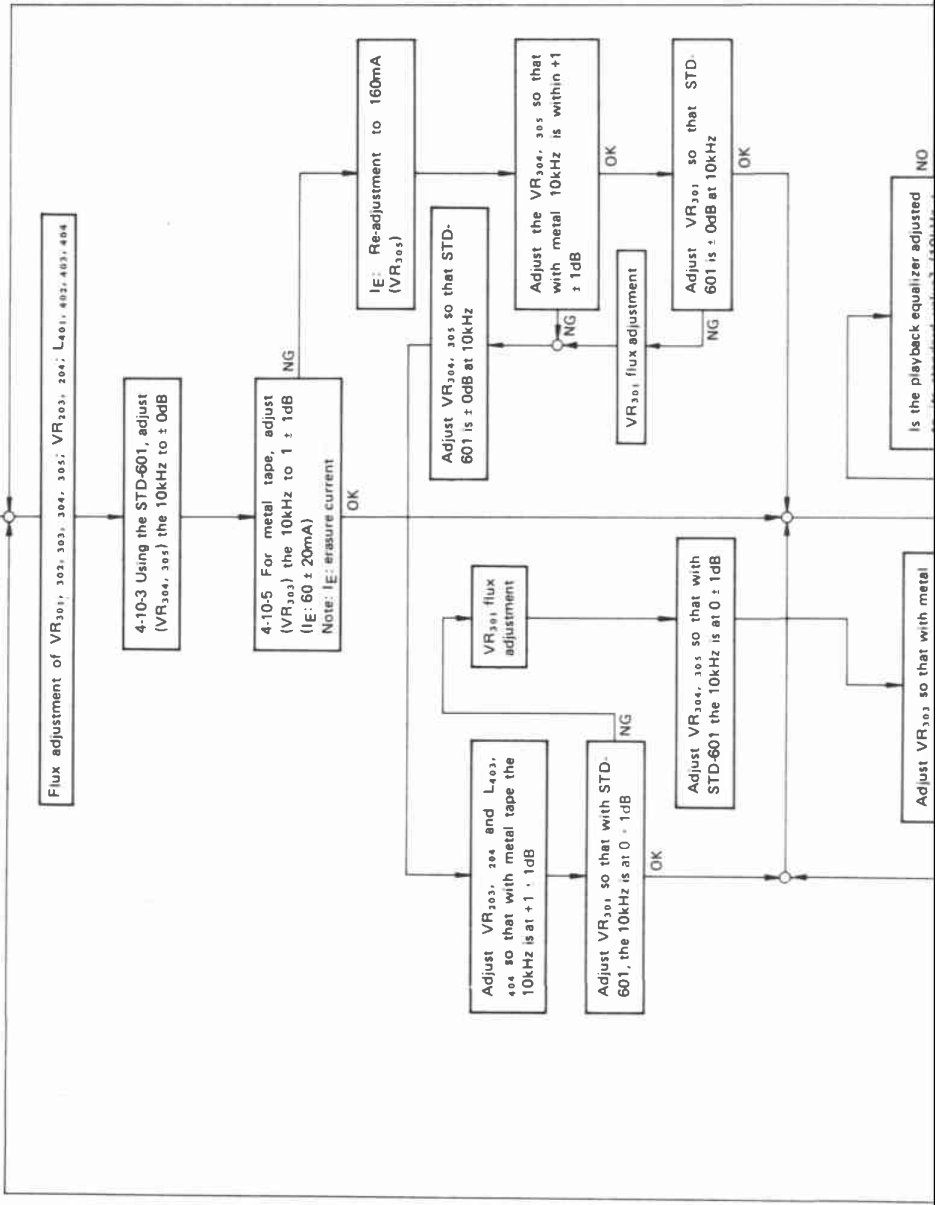 Flux adjustment of VR301, 302, 303, 304, 305; VR203, 204; L401, 402, 403, 404
4-10-3 Using the STD-601, adjust
(VR304, 305) the 10kHz to ± 0dB
4-10-5 For metal tape, adjust
(VR303) the 10kHz to 1 ± 1dB
(IE: 60 ± 20mA)
Note: IE: erasure current
NG
OK
IE: Re-adjustment to 160mA
(VR305)
Adjust the VR304, 305 so that
with metal 10kHz is within +1
± 1dB
OK
NG
Adjust VR301 so that STD-
601 is ± 0dB at 10kHz
OK
NG
VR301 flux adjustment
Adjust VR304, 305 so that STD-
601 is ± 0dB at 10kHz
Adjust VR203, 204 and L403,
404 so that with metal tape the
10kHz is at +1 · 1dB
Adjust VR301 so that with STD-
601, the 10kHz is at 0 · 1dB
NG
OK
VR301 flux
adjustment
Adjust VR304, 305 so that with
STD-601 the 10kHz is at 0 ± 1dB
Adjust VR303 so that with metal
Is the playback equalizer adjusted
NO